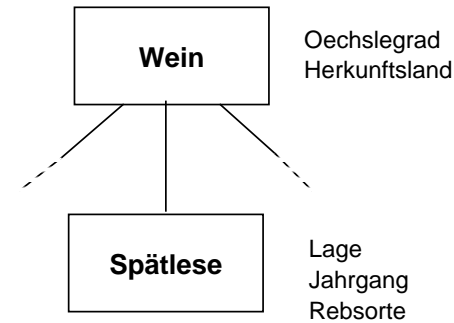 Wein
Oechslegrad
Herkunftsland
Spätlese
Lage
Jahrgang
Rebsorte